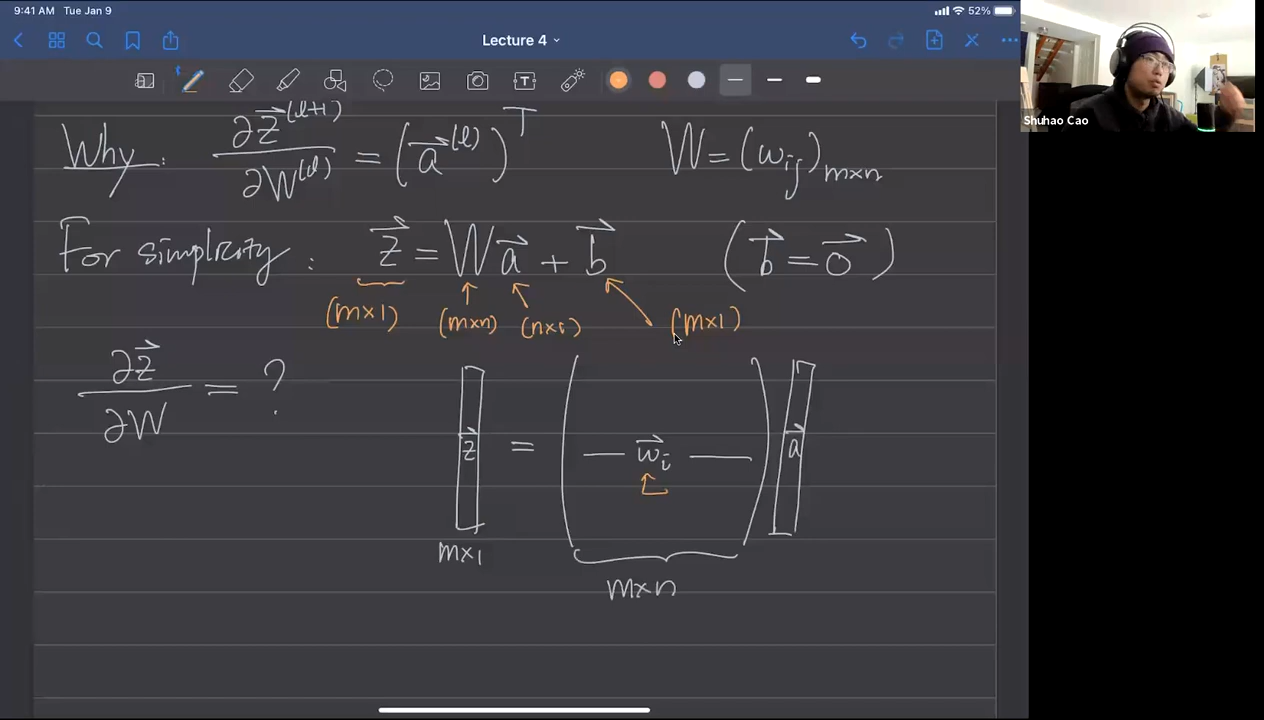 9:41 AM Tue Jan 9
52%
Lecture 4
Shuhao Cao
Why: ∂z⃗^(l+1) / ∂W^(l) = (a⃗^(l))^T W = (w_ij)_m×n
For simplicity: z⃗ = W a⃗ + b⃗ (b⃗ = 0⃗)
(m×1) (m×n) (n×1) (m×1)
∂z⃗ / ∂W = ?
z⃗ = ( — w⃗_i — ) a⃗
m×1
m×n